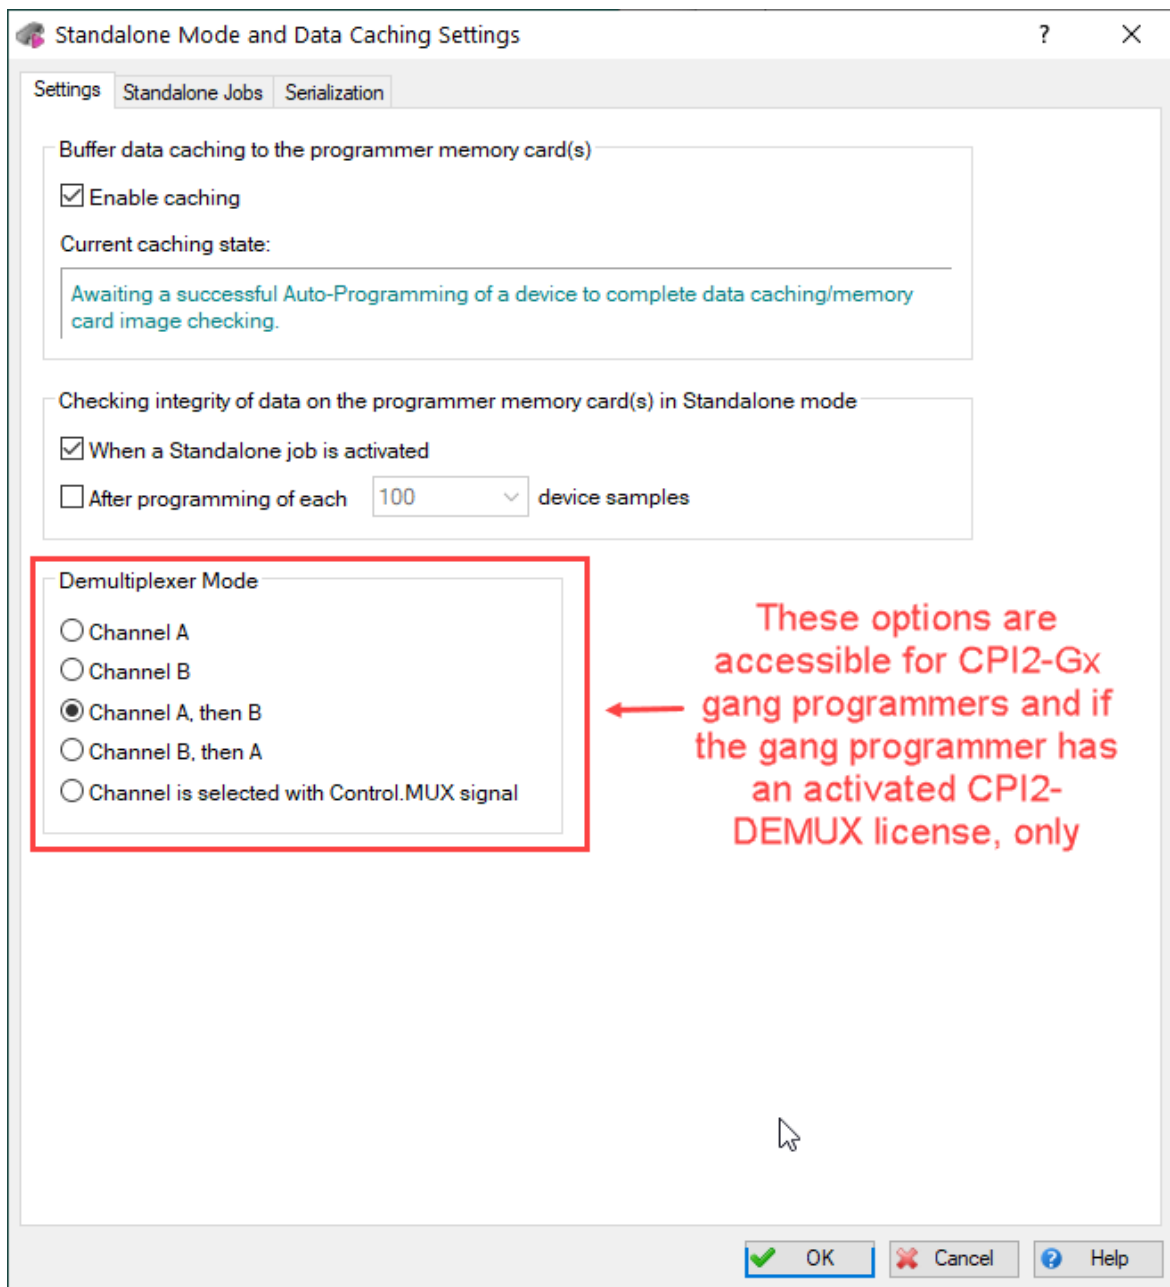 Standalone Mode and Data Caching Settings
?
Settings
Standalone Jobs
Serialization
Buffer data caching to the programmer memory card(s)
Enable caching
Current caching state:
Awaiting a successful Auto-Programming of a device to complete data caching/memory
card image checking.
Checking integrity of data on the programmer memory card(s) in Standalone mode
When a Standalone job is activated
After programming of each 100 device samples
Demultiplexer Mode
Channel A
Channel B
Channel A, then B
Channel B, then A
Channel is selected with Control.MUX signal
These options are
accessible for CPI2-Gx
gang programmers and if
the gang programmer has
an activated CPI2-
DEMUX license, only
OK
Cancel
? Help